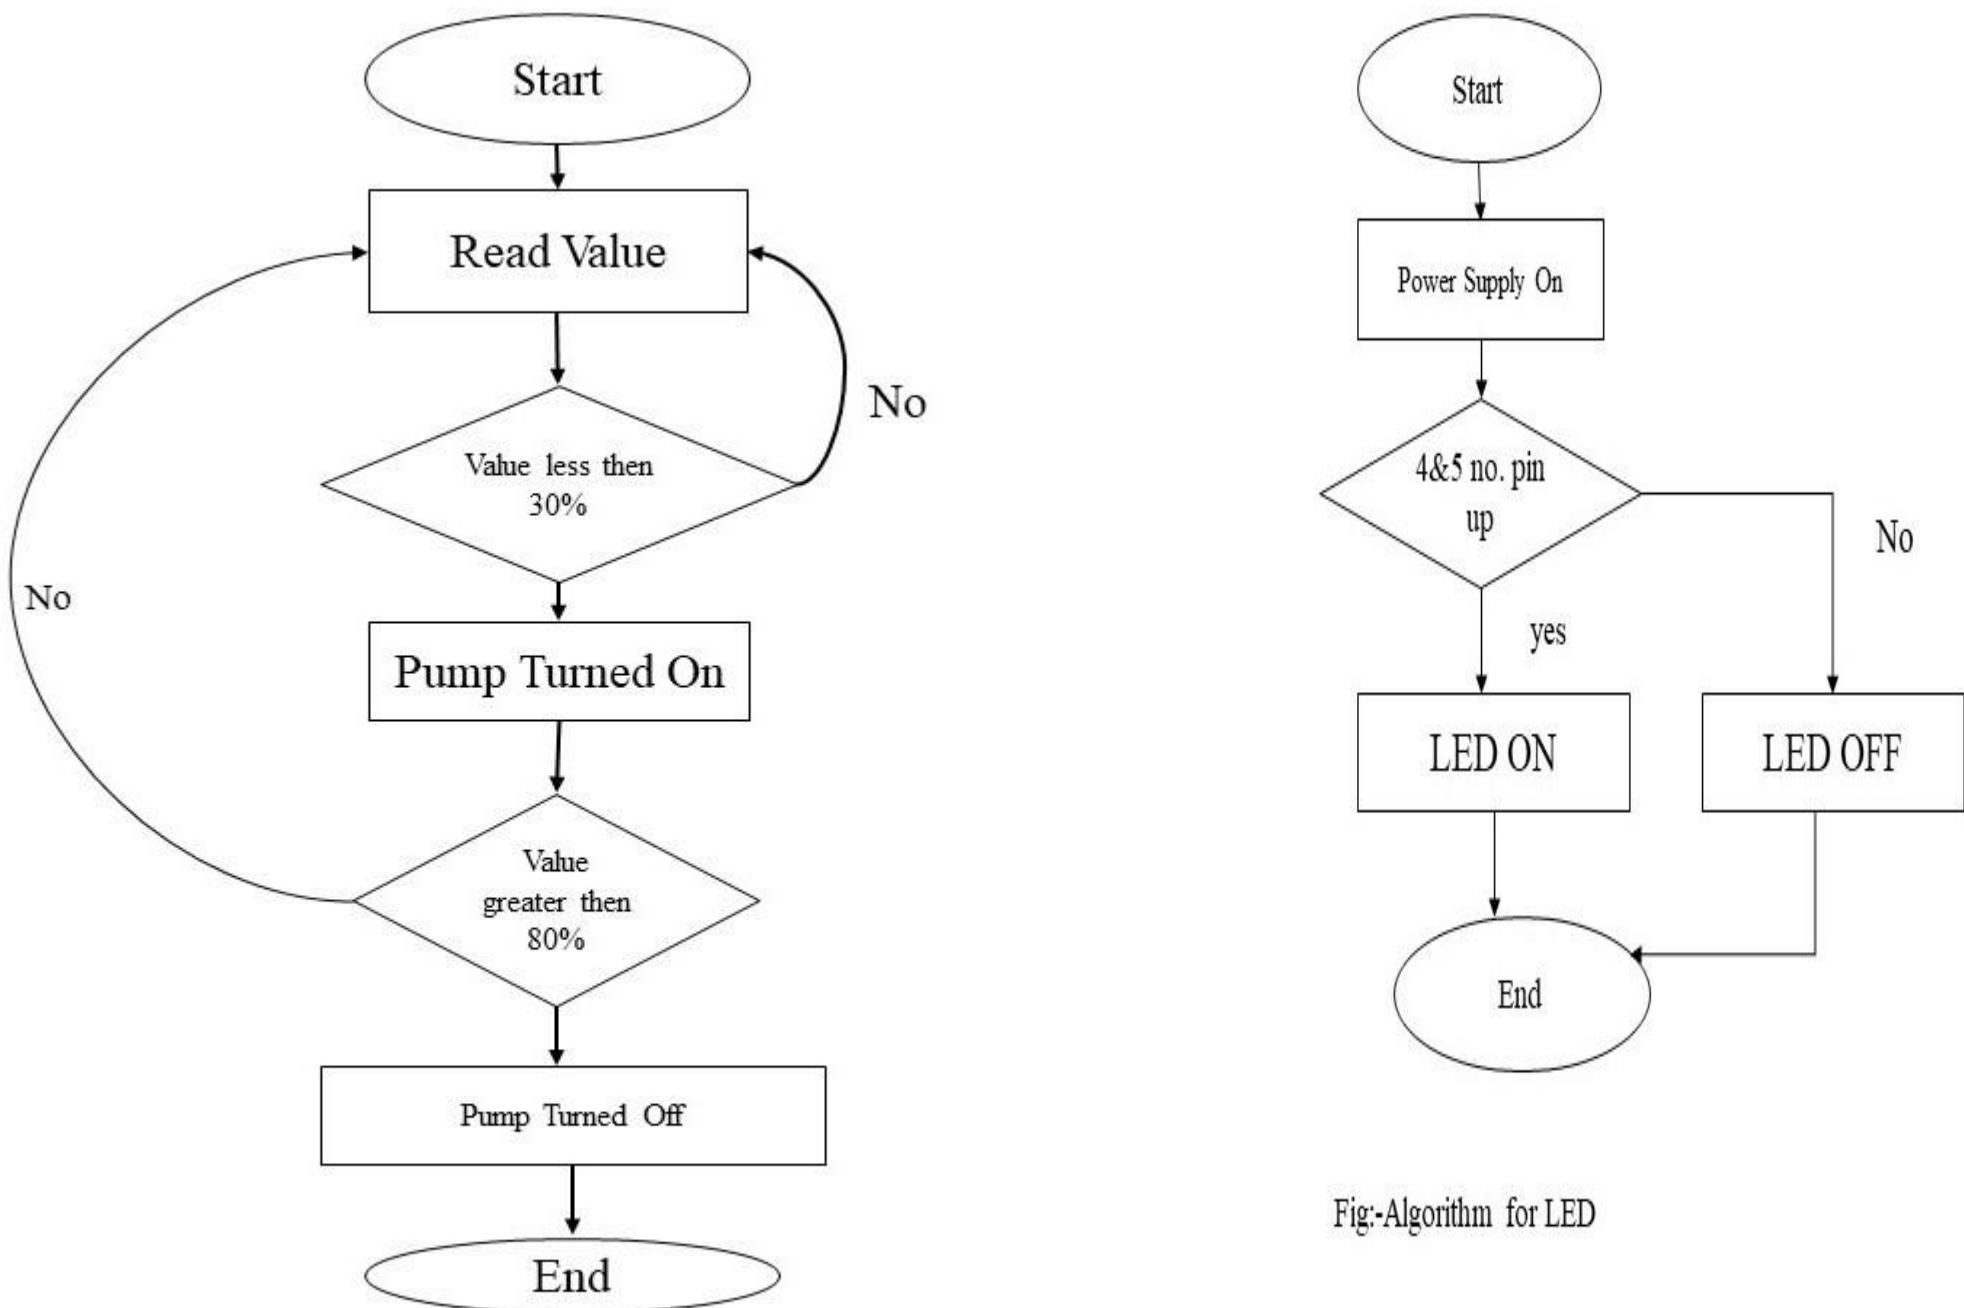 Start
Read Value
No
Value less then
30%
No
Pump Turned On
Value
greater then
80%
Pump Turned Off
End
Start
Power Supply On
4&5 no. pin
up
No
yes
LED ON
LED OFF
End
Fig:-Algorithm for LED